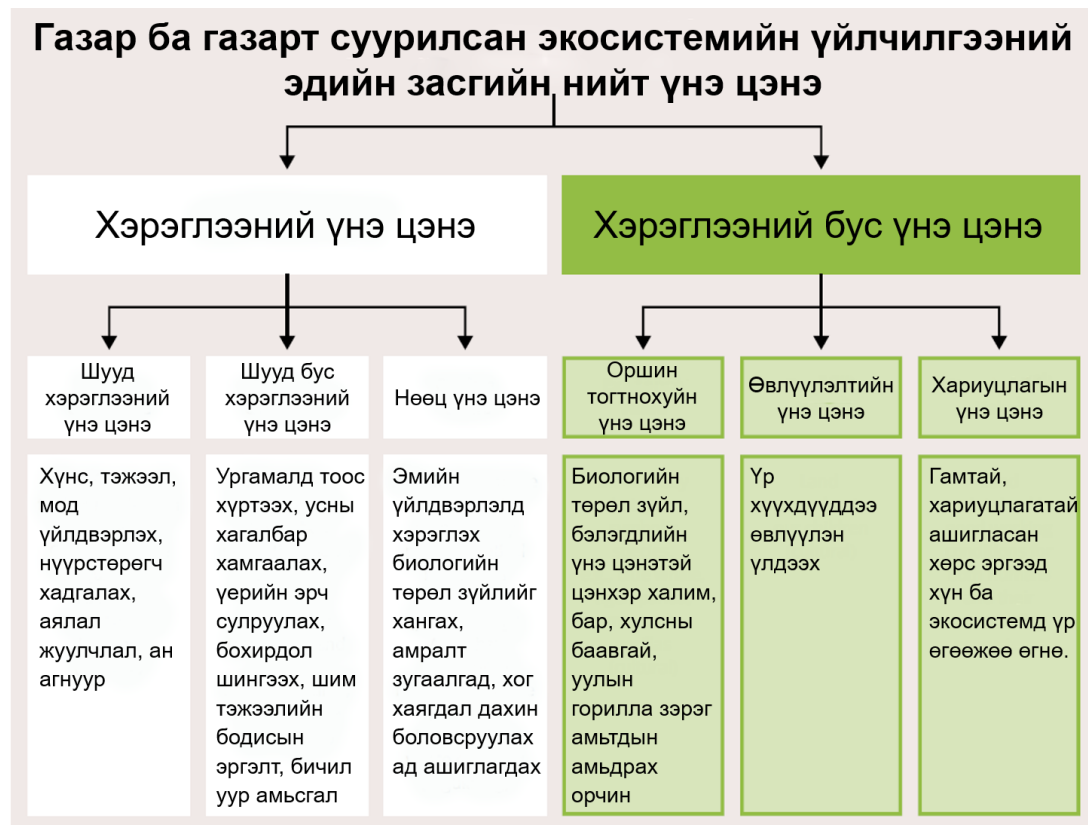 Газар ба газарт суурилсан экосистемийн үйлчилгээний
эдийн засгийн нийт үнэ цэнэ
Хэрэглээний үнэ цэнэ
Хэрэглээний бус үнэ цэнэ
Шууд
хэрэглээний
үнэ цэнэ
Шууд бус
хэрэглээний
үнэ цэнэ
Нөөц үнэ цэнэ
Оршин
тогтнохуйн
үнэ цэнэ
Өвлүүлэлтийн
үнэ цэнэ
Хариуцлагын
үнэ цэнэ
Хүнс, тэжээл,
мод
үйлдвэрлэх,
нүүрстөрөгч
хадгалах,
аялал
жуулчлал, ан
агнуур
Ургамалд тоос
хүртээх, усны
хагалбар
хамгаалах,
үерийн эрч
сулруулах,
бохирдол
шингээх, шим
тэжээлийн
бодисын
эргэлт, бичил
уур амьсгал
Эмийн
үйлдвэрлэлд
хэрэглэх
биологийн
төрөл зүйлийг
хангах,
амралт
зугаалгад, хог
хаягдал дахин
боловсруулах
ад ашиглагдах
Биологийн
төрөл зүйл,
бэлэгдлийн
үнэ цэнэтэй
цэнхэр халим,
бар, хулсны
баавгай,
уулын
горилла зэрэг
амьтдын
амьдрах
орчин
Үр
хүүхдүүддээ
өвлүүлэн
үлдээх
Гамтай,
хариуцлагатай
ашигласан
хөрс эргээд
хүн ба
экосистемд үр
өгөөжөө өгнө.